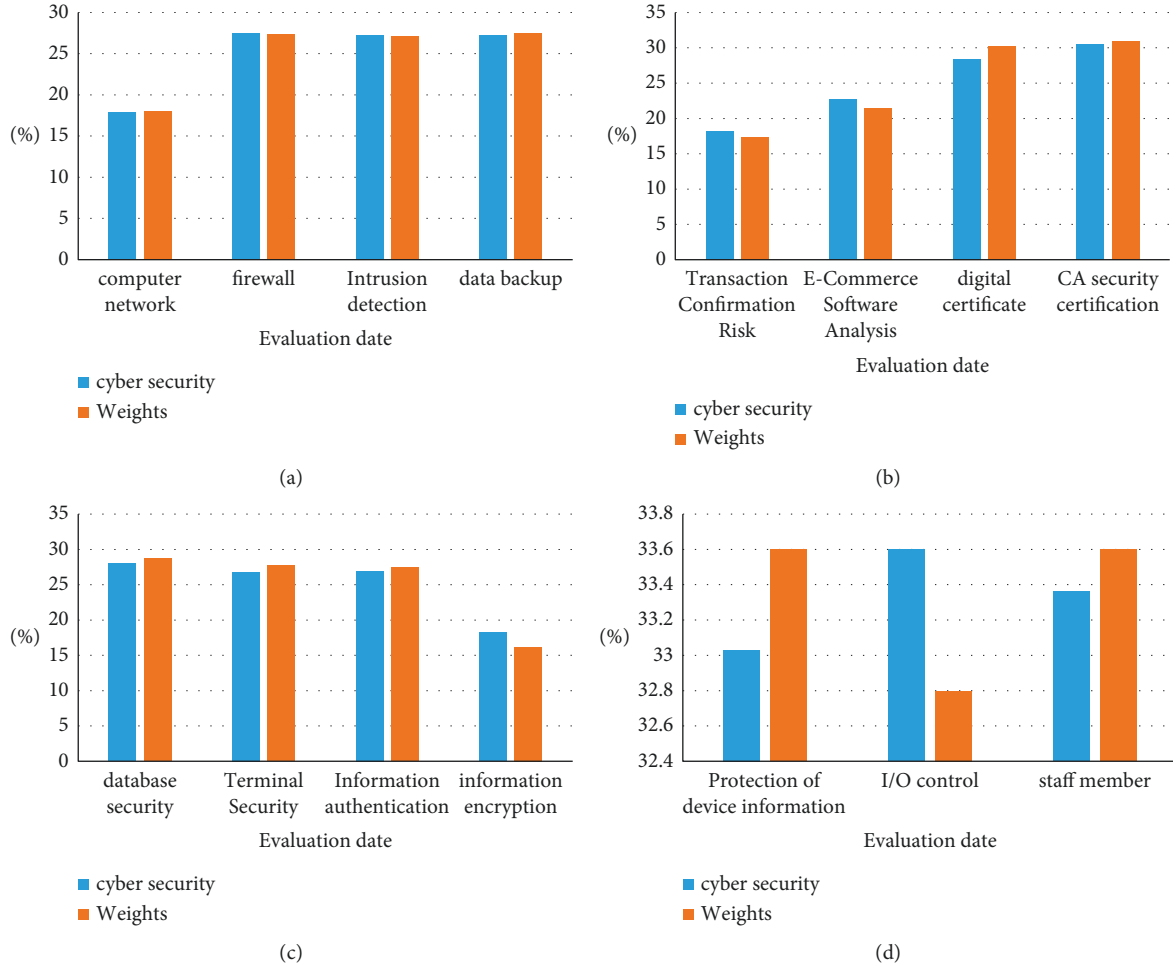 30
25
20
(%)
15
10
5
0
computer network
firewall
Intrusion detection
data backup
Evaluation date
cyber security
Weights
(a)
35
30
25
20
(%)
15
10
5
0
Transaction Confirmation Risk
E-Commerce Software Analysis
digital certificate
CA security certification
Evaluation date
cyber security
Weights
(b)
35
30
25
20
(%)
15
10
5
0
database security
Terminal Security
Information authentication
information encryption
Evaluation date
cyber security
Weights
(c)
33.8
33.6
33.4
33.2
(%)
33
32.8
32.6
32.4
Protection of device information
I/O control
staff member
Evaluation date
cyber security
Weights
(d)